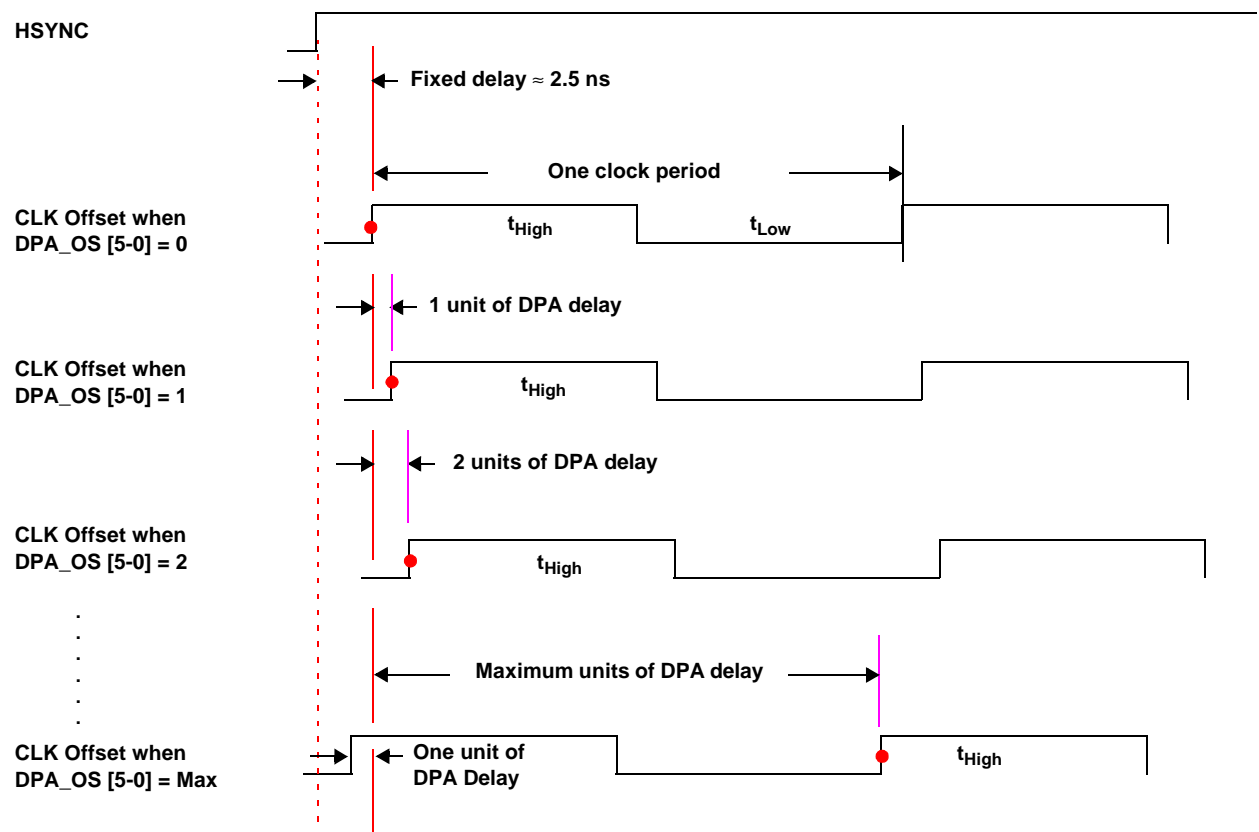 HSYNC
Fixed delay ≈ 2.5 ns
One clock period
CLK Offset when
DPA_OS [5-0] = 0
tHigh
tLow
1 unit of DPA delay
CLK Offset when
DPA_OS [5-0] = 1
tHigh
2 units of DPA delay
CLK Offset when
DPA_OS [5-0] = 2
tHigh
.
.
.
.
.
.
Maximum units of DPA delay
CLK Offset when
DPA_OS [5-0] = Max
One unit of
DPA Delay
tHigh